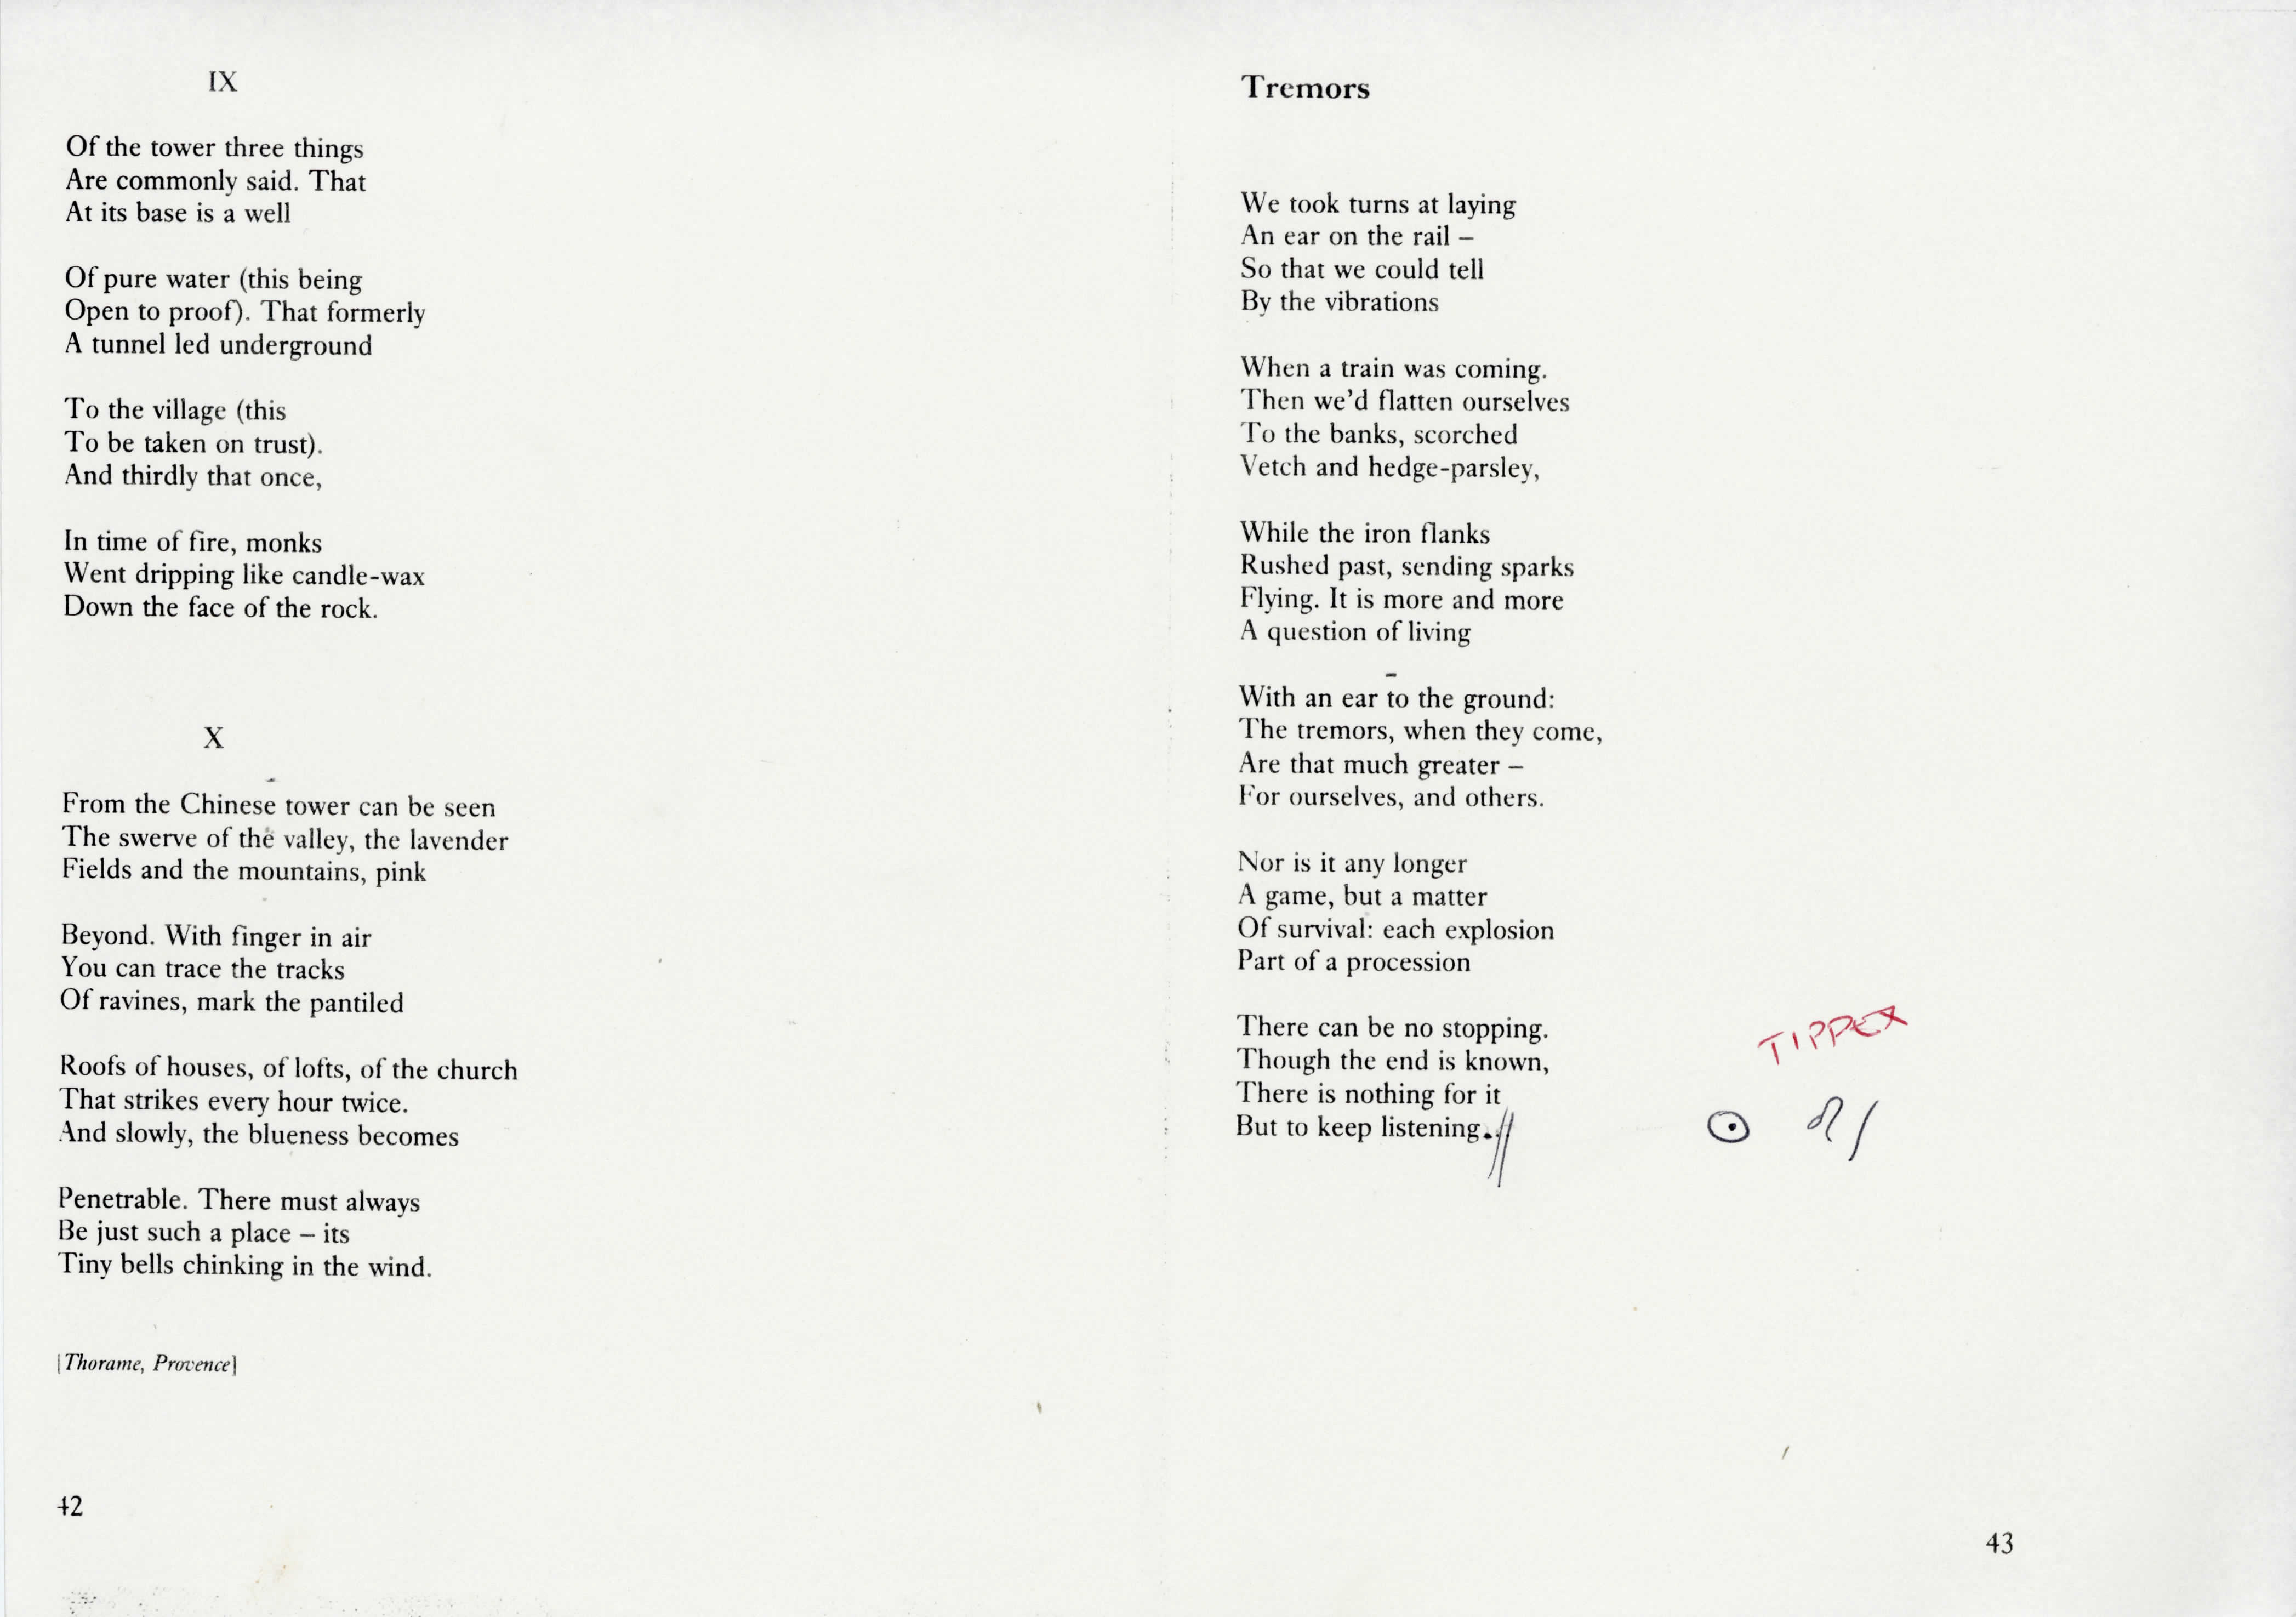 IX
Of the tower three things
Are commonly said. That
At its base is a well
Of pure water (this being
Open to proof). That formerly
A tunnel led underground
To the village (this
To be taken on trust).
And thirdly that once,
In time of fire, monks
Went dripping like candle-wax
Down the face of the rock.
X
From the Chinese tower can be seen
The swerve of the valley, the lavender
Fields and the mountains, pink
Beyond. With finger in air
You can trace the tracks
Of ravines, mark the pantiled
Roofs of houses, of lofts, of the church
That strikes every hour twice.
And slowly, the blueness becomes
Penetrable. There must always
Be just such a place – its
Tiny bells chinking in the wind.
[Thorame, Provence]
42
Tremors
We took turns at laying
An ear on the rail –
So that we could tell
By the vibrations
When a train was coming.
Then we'd flatten ourselves
To the banks, scorched
Vetch and hedge-parsley,
While the iron flanks
Rushed past, sending sparks
Flying. It is more and more
A question of living
With an ear to the ground:
The tremors, when they come,
Are that much greater –
For ourselves, and others.
Nor is it any longer
A game, but a matter
Of survival: each explosion
Part of a procession
There can be no stopping.
Though the end is known,
There is nothing for it
But to keep listening.
TIPPEX
43